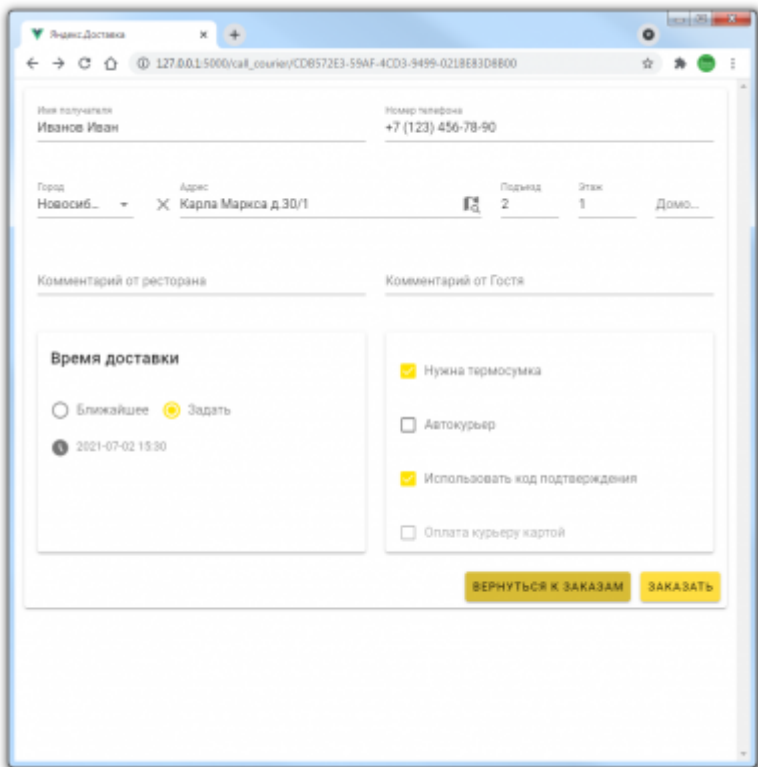 Яндекс.Доставка
127.0.0.1:5000/call_courier/CDB572E3-59AF-4CD3-9499-021BE83D8B00
Имя получателя
Номер телефона
Иванов Иван
+7 (123) 456-78-90
Город
Адрес
Подъезд
Этаж
Новосиб...
Карла Маркса д.30/1
2
1
Домо...
Комментарий от ресторана
Комментарий от Гостя
Время доставки
Нужна термосумка
Ближайшее
Задать
Автокурьер
2021-07-02 15:30
Использовать код подтверждения
Оплата курьеру картой
ВЕРНУТЬСЯ К ЗАКАЗАМ
ЗАКАЗАТЬ